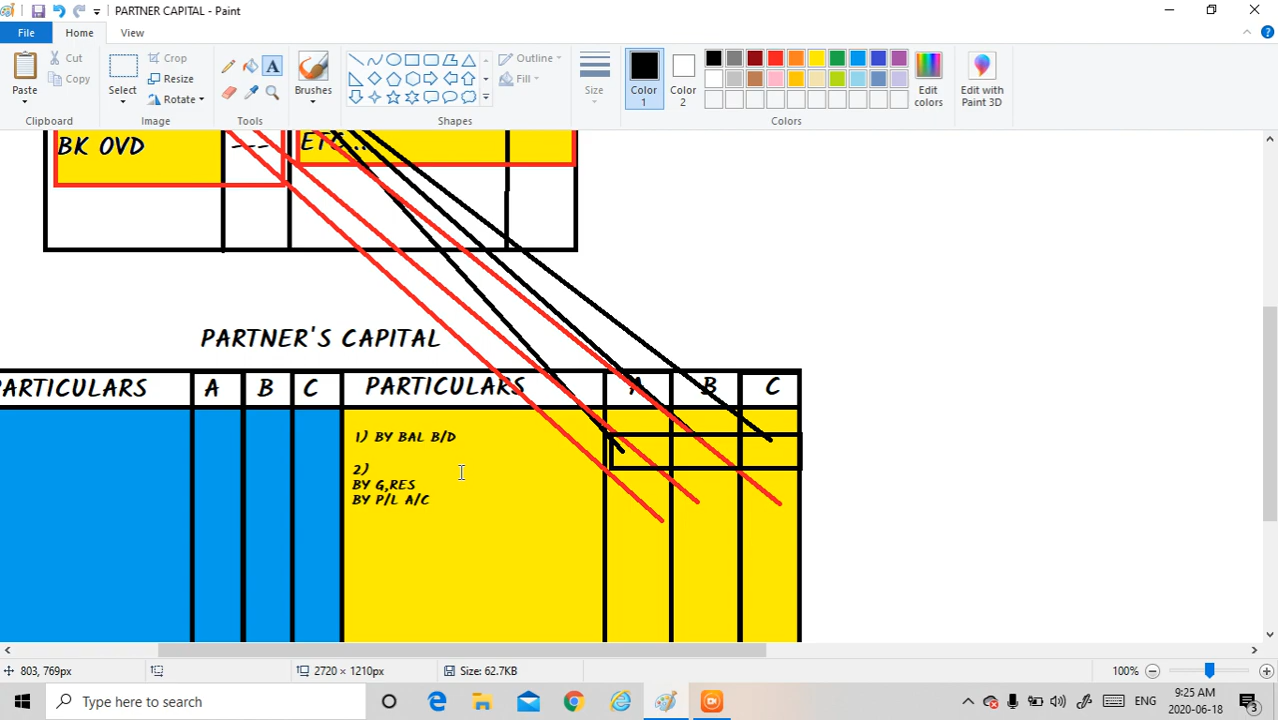 PARTNER CAPITAL - Paint
File
Home
View
Paste
Cut
Copy
Clipboard
Select
Crop
Resize
Rotate
Image
Tools
Brushes
Shapes
Outline
Fill
Size
Color
1
Color
2
Colors
Edit
colors
Edit with
Paint 3D
BK OVD
---
ETC...
PARTNER'S CAPITAL
PARTICULARS
A
B
C
PARTICULARS
A
B
C
1) BY BAL B/D
2)
BY G,RES
BY P/L A/C
803, 769px
2720 × 1210px
Size: 62.7KB
100%
Type here to search
ENG
9:25 AM
2020-06-18
3